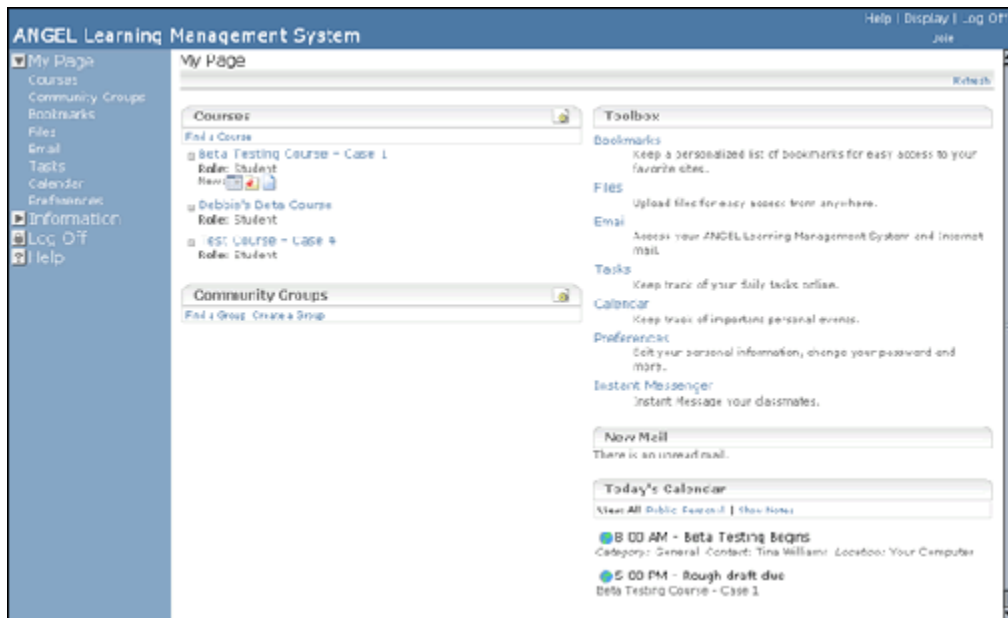 Help | Display | Log Off
ANGEL Learning Management System
My Page
Courses
Community Groups
Bookmarks
Files
Email
Tasks
Calendar
Preferences
Information
Log Off
Help
My Page
Refresh
Courses
Find a Course
Beta Testing Course - Case 1
Role: Student
New:
Debbie's Beta Course
Role: Student
Test Course - Case 4
Role: Student
Community Groups
Find a Group Create a Group
Toolbox
Bookmarks
Keep a personalized list of bookmarks for easy access to your
favorite sites.
Files
Upload files for easy access from anywhere.
Email
Access your ANGEL Learning Management System and Internet
mail.
Tasks
Keep track of your daily tasks online.
Calendar
Keep track of important personal events.
Preferences
Edit your personal information, change your password and
more.
Instant Messenger
Instant Message your classmates.
New Mail
There is no unread mail.
Today's Calendar
View: All Public Personal | Show Notes
8:00 AM - Beta Testing Begins
Category: General Contact: Tina Williams Location: Your Computer
5:00 PM - Rough draft due
Beta Testing Course - Case 1